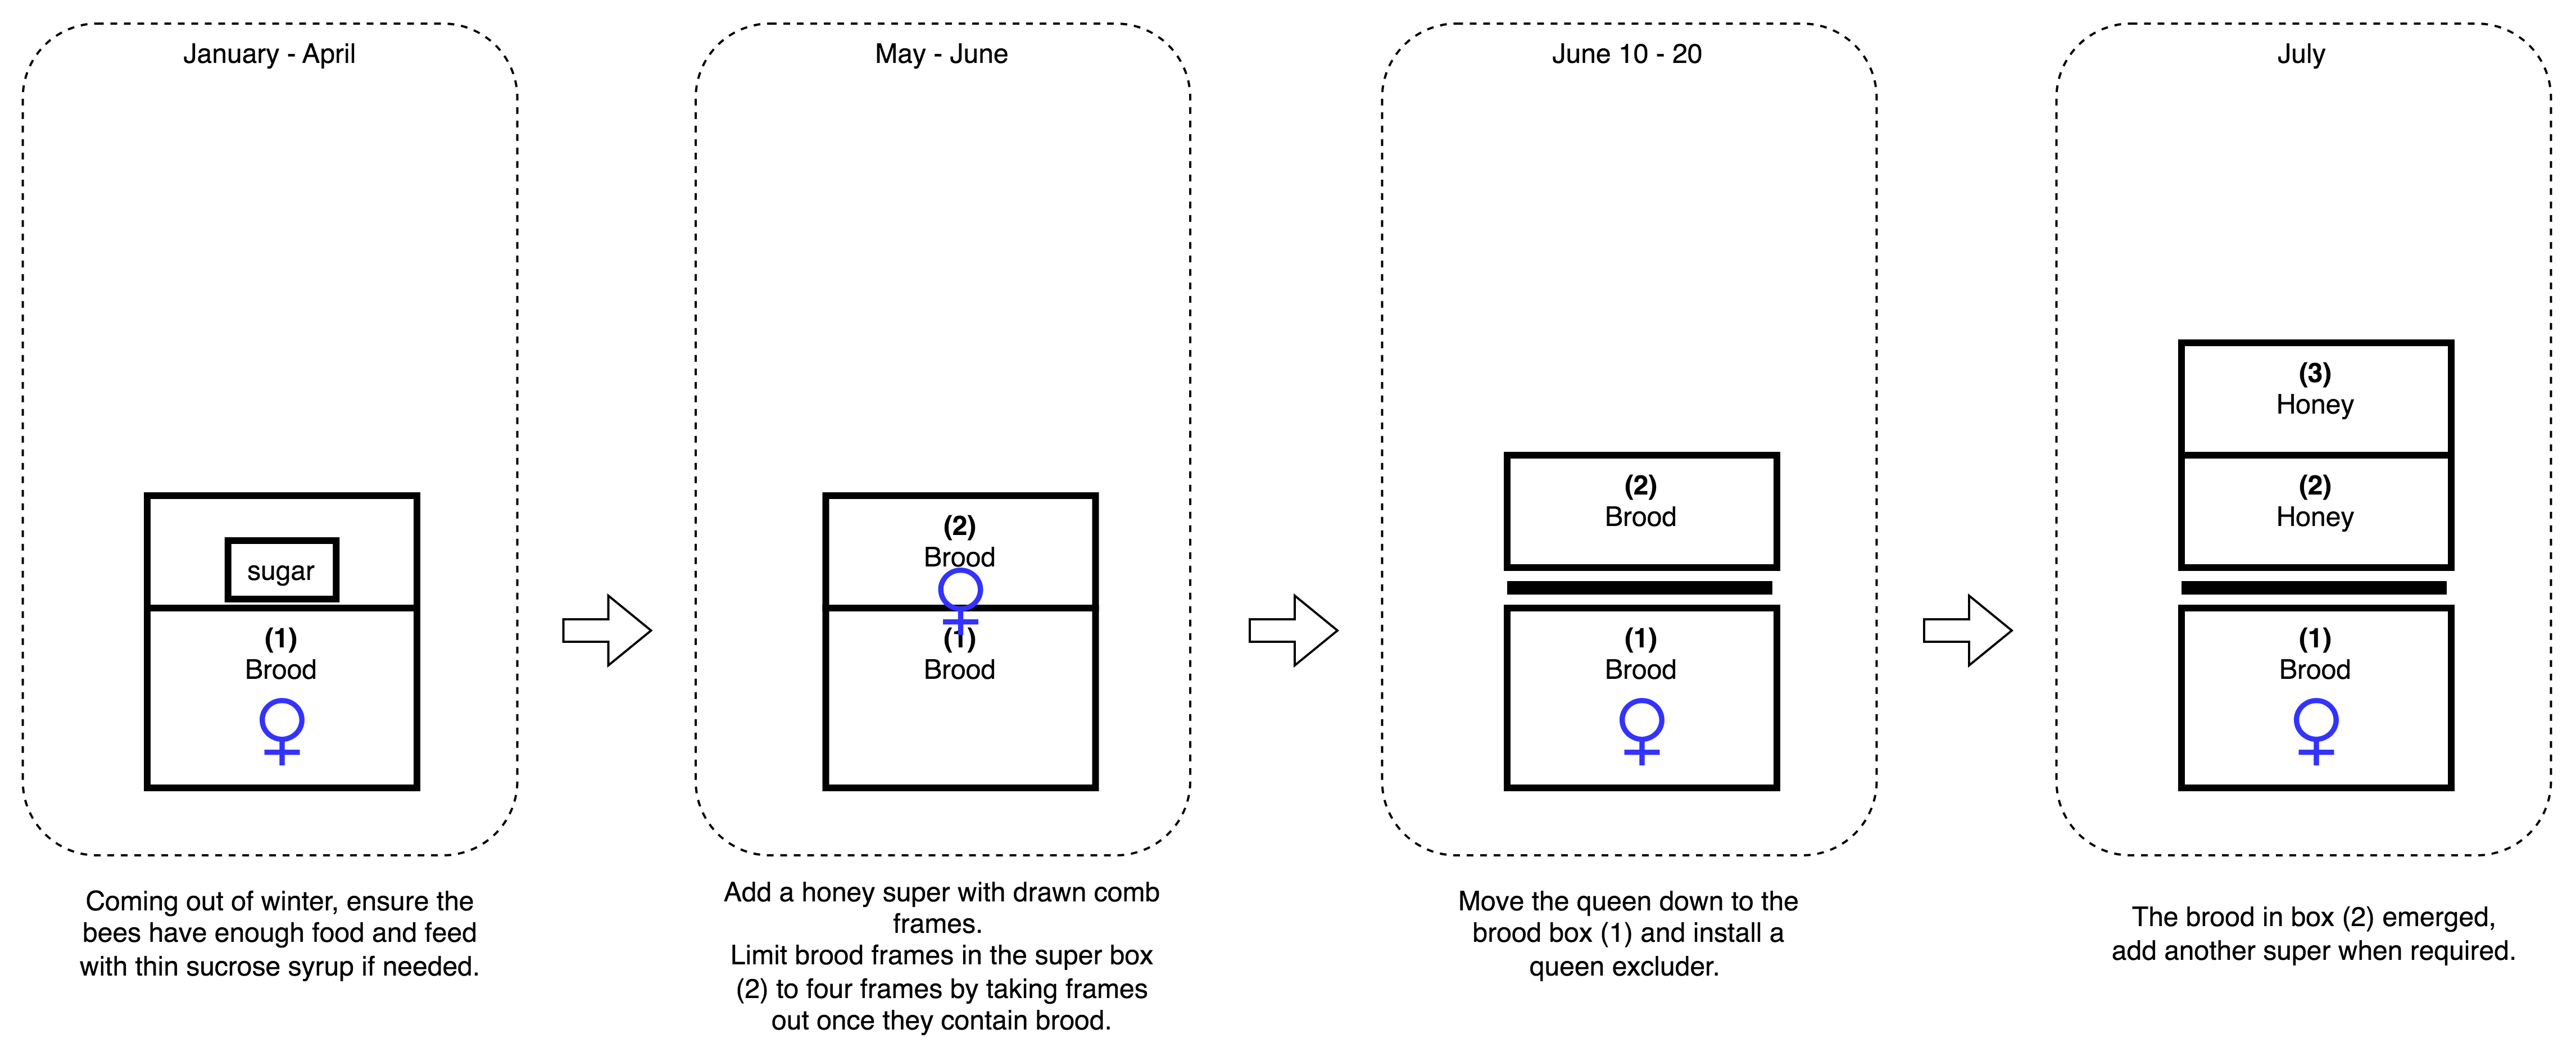 January - April
sugar
(1)
Brood
Coming out of winter, ensure the
bees have enough food and feed
with thin sucrose syrup if needed.
May - June
(2)
Brood
(1)
Brood
Add a honey super with drawn comb
frames.
Limit brood frames in the super box
(2) to four frames by taking frames
out once they contain brood.
June 10 - 20
(2)
Brood
(1)
Brood
Move the queen down to the
brood box (1) and install a
queen excluder.
July
(3)
Honey
(2)
Honey
(1)
Brood
The brood in box (2) emerged,
add another super when required.